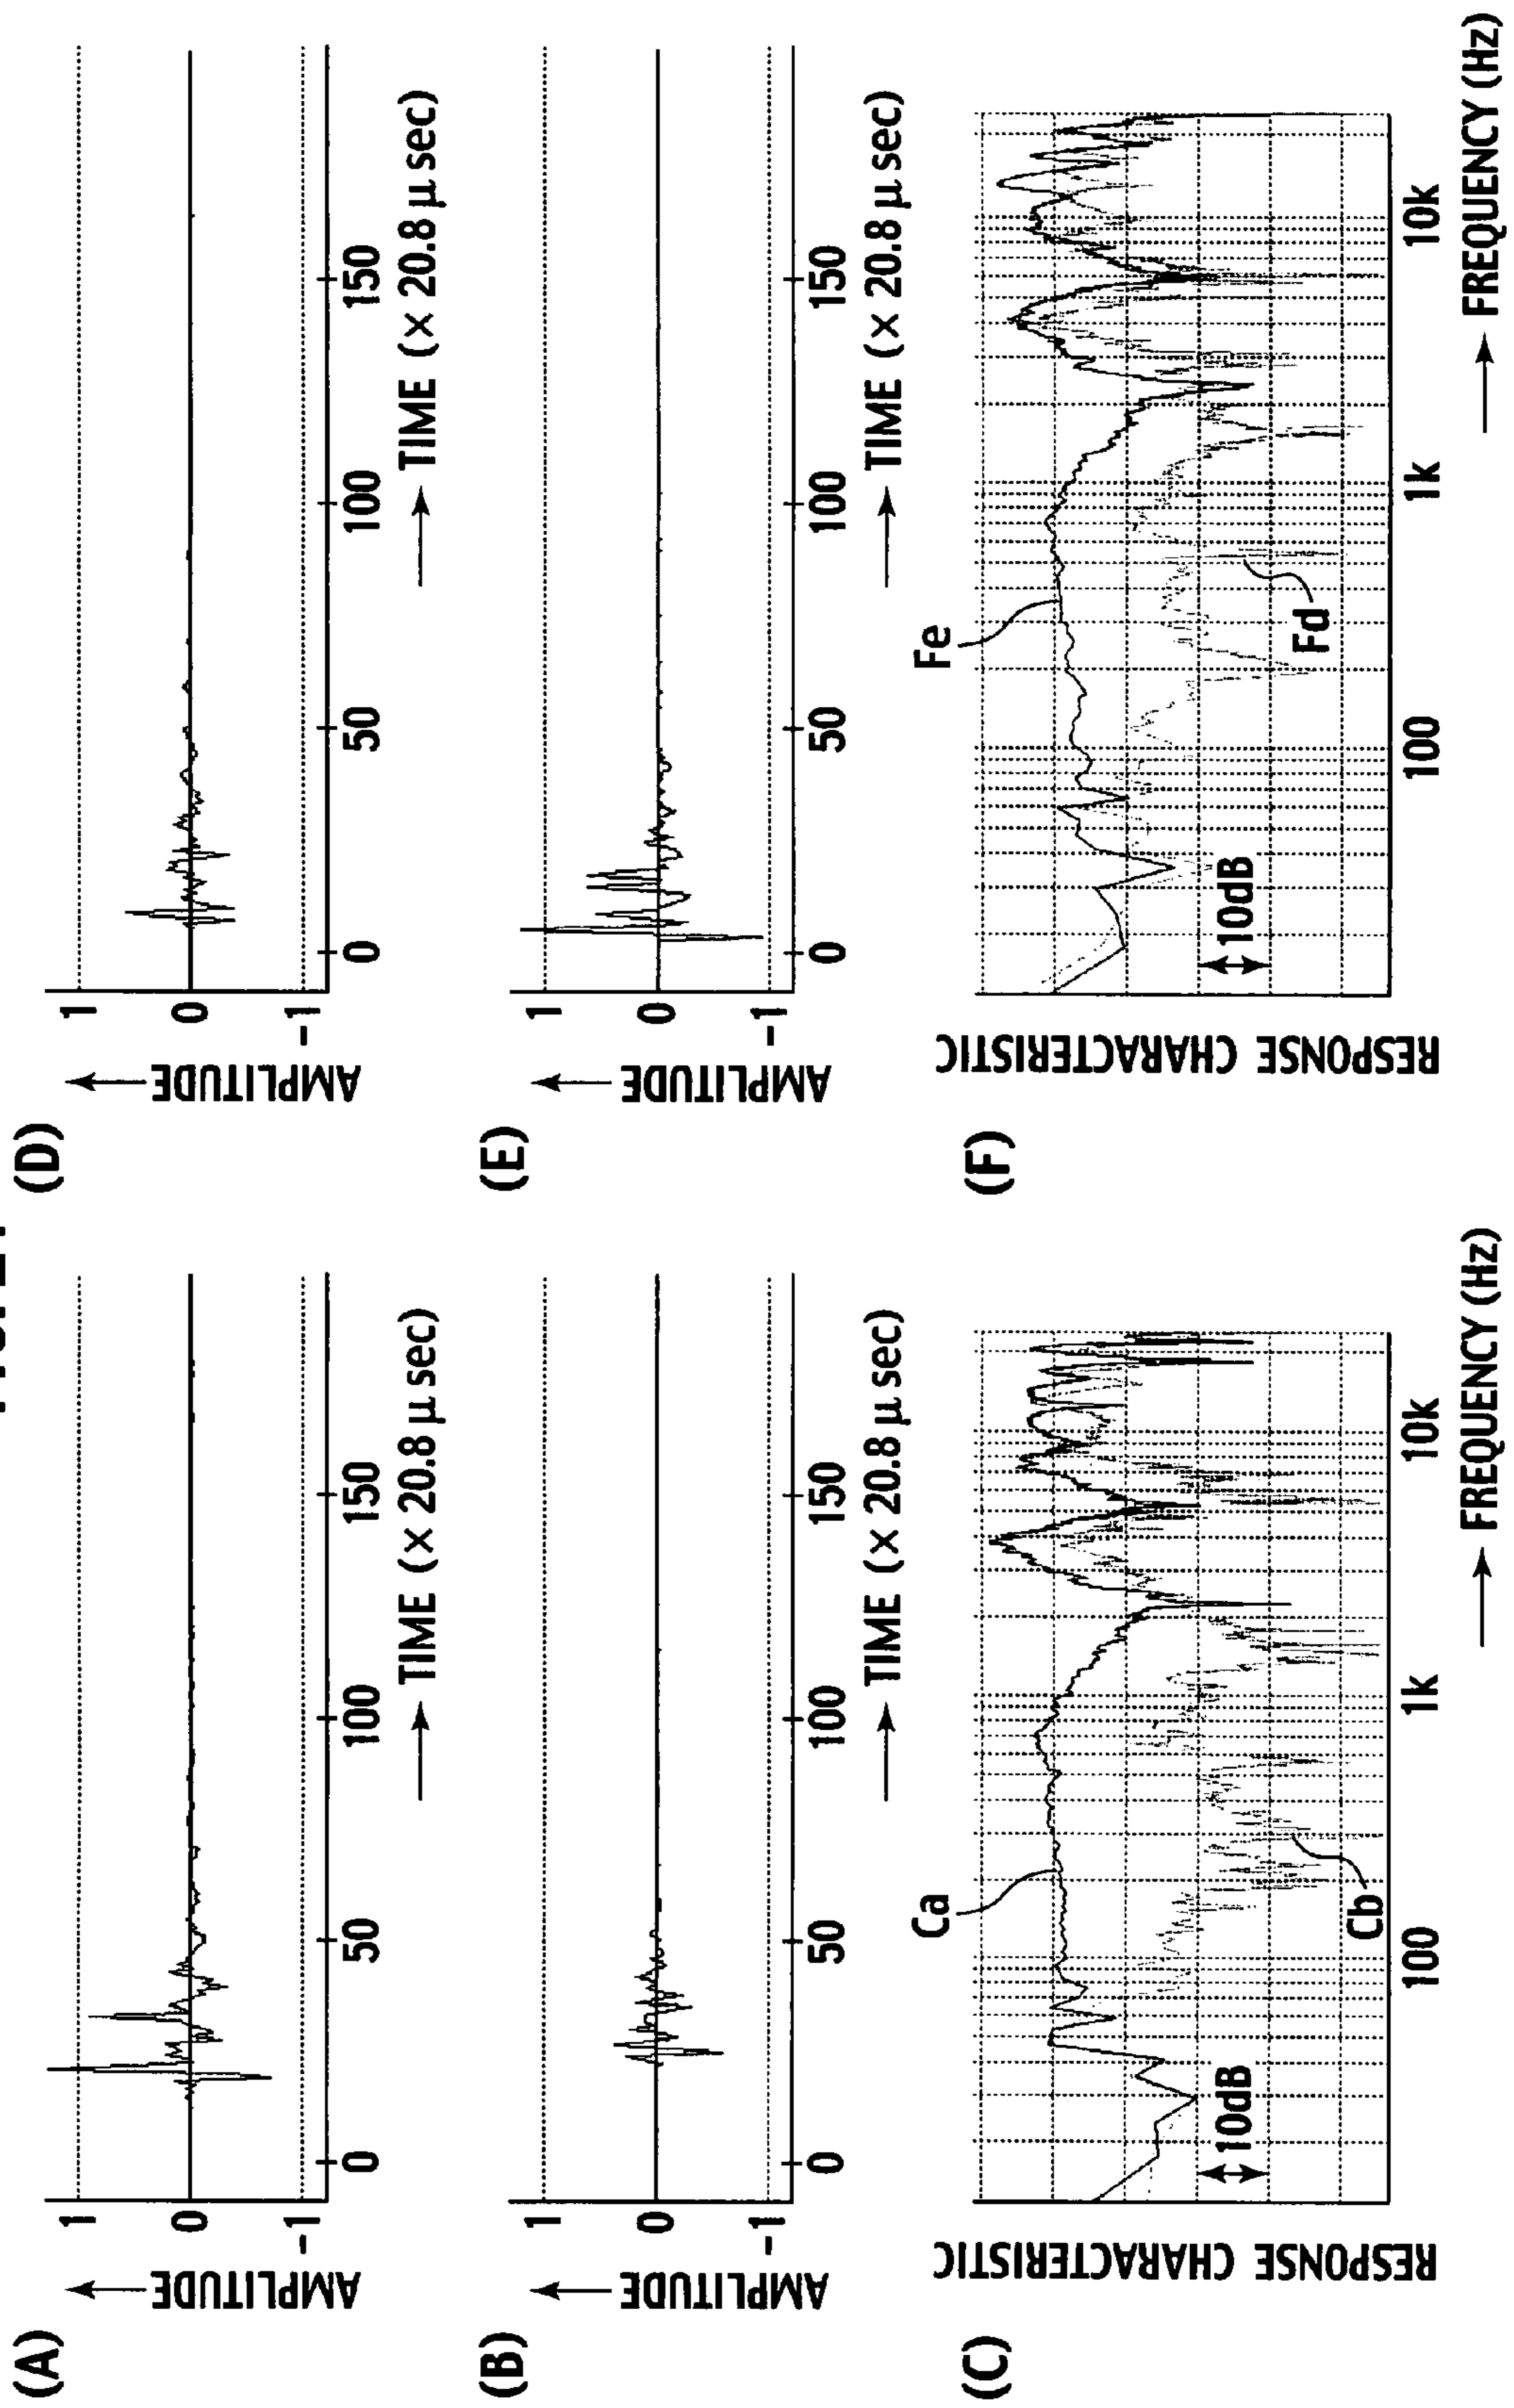 (A)
AMPLITUDE
1
0
-1
0
50
100
150
TIME (× 20.8 μ sec)
(B)
AMPLITUDE
1
0
-1
0
50
100
150
TIME (× 20.8 μ sec)
(C)
RESPONSE CHARACTERISTIC
Ca
Cb
10dB
100
1k
10k
FREQUENCY (Hz)
(D)
AMPLITUDE
1
0
-1
0
50
100
150
TIME (× 20.8 μ sec)
(E)
AMPLITUDE
1
0
-1
0
50
100
150
TIME (× 20.8 μ sec)
(F)
RESPONSE CHARACTERISTIC
Fe
Fd
10dB
100
1k
10k
FREQUENCY (Hz)